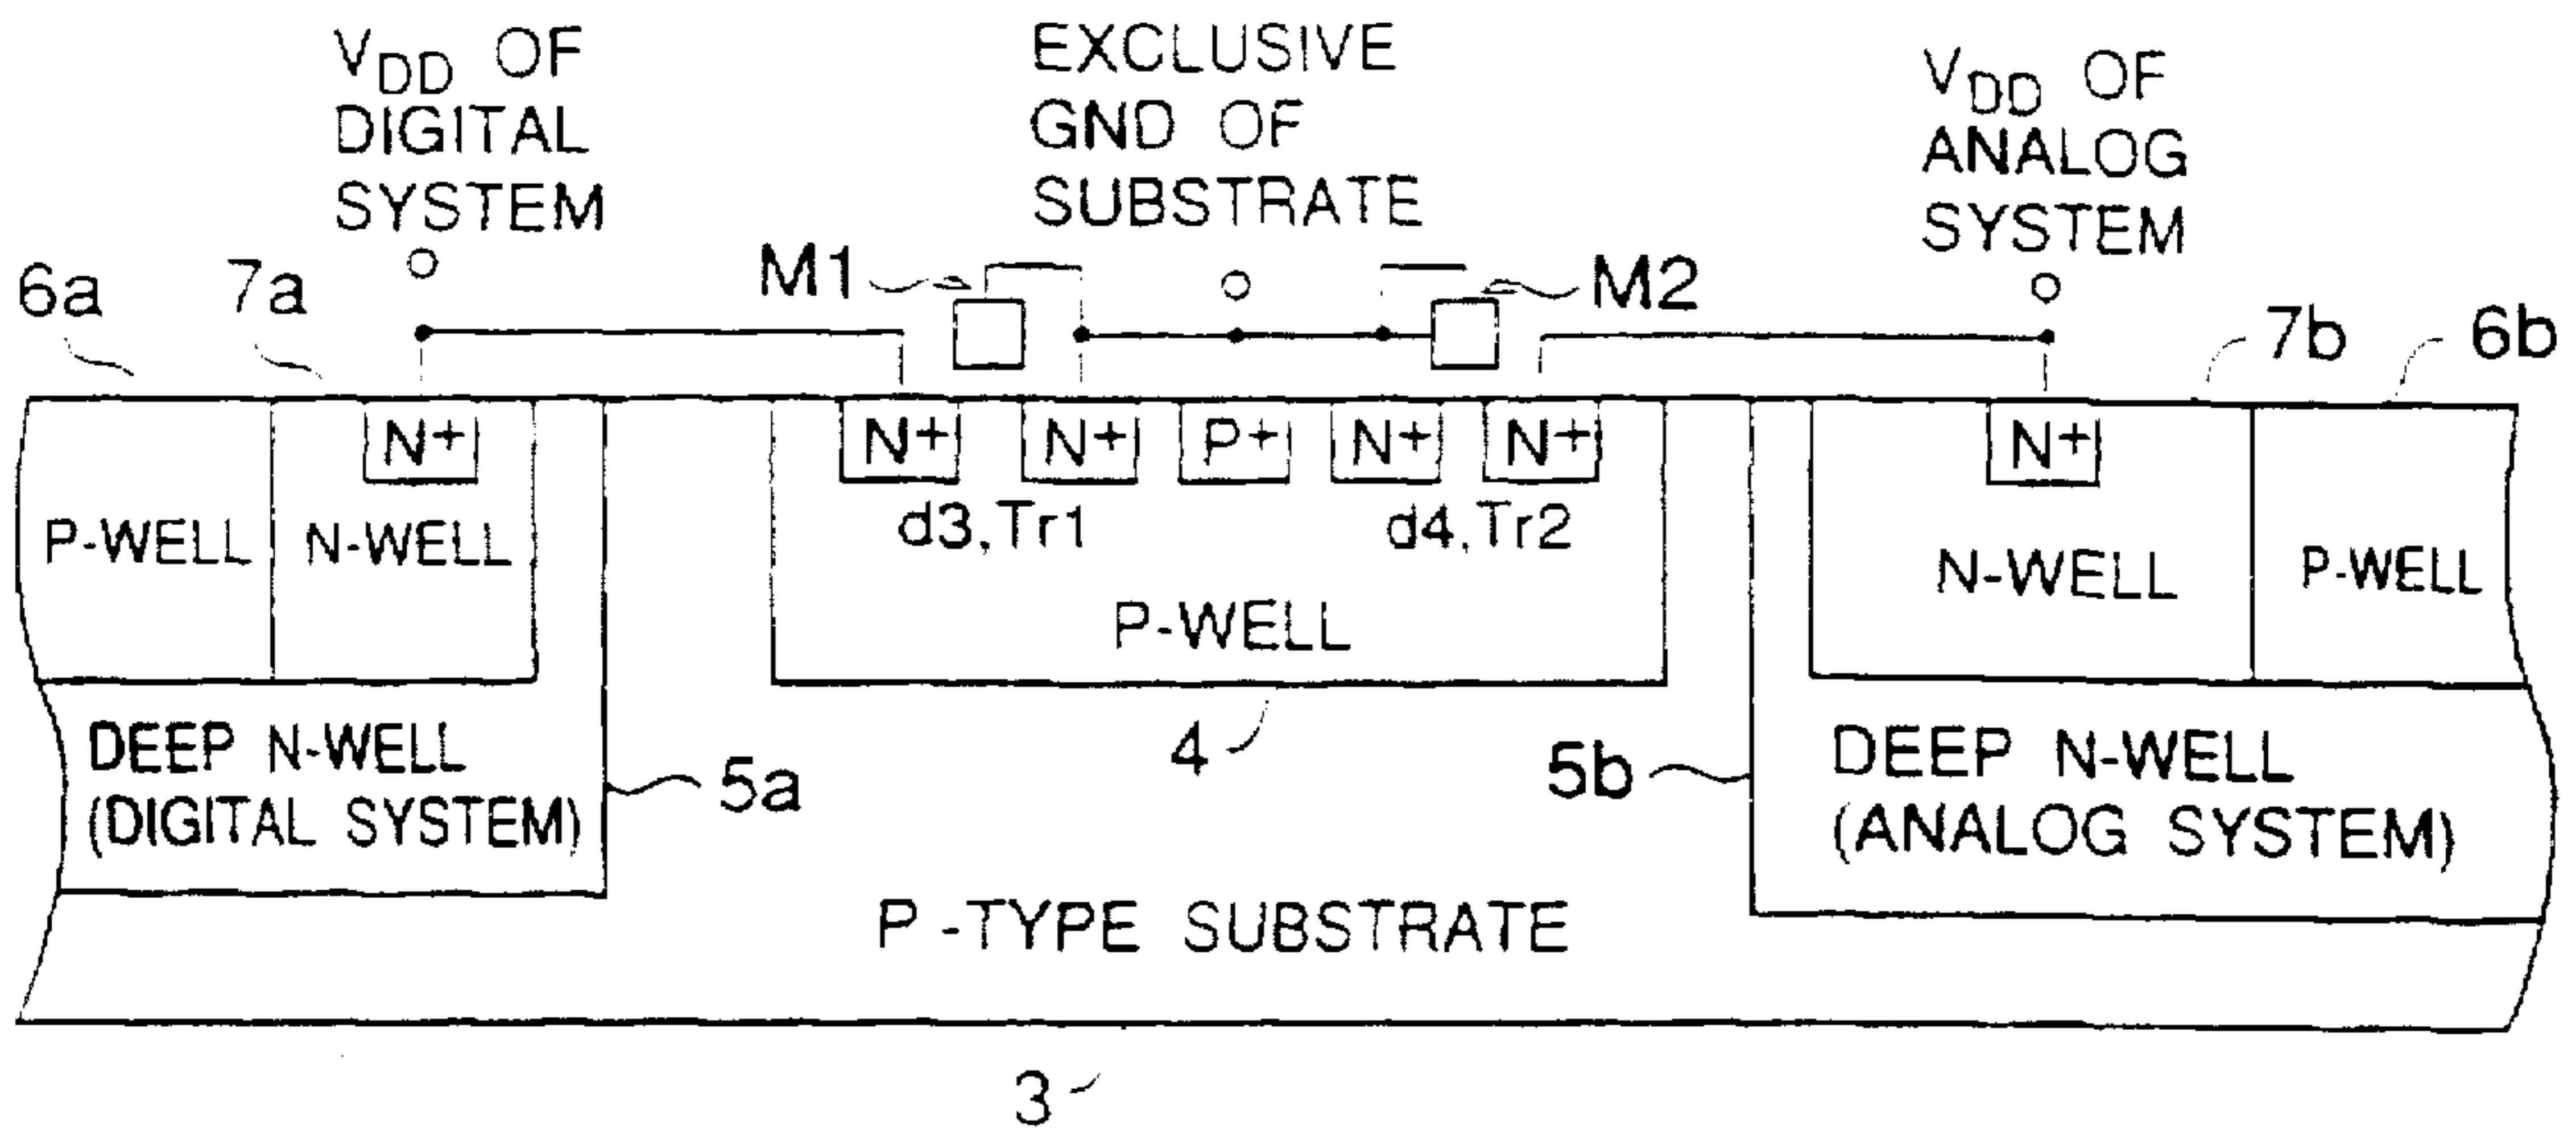 VDD OF
DIGITAL
SYSTEM
EXCLUSIVE
GND OF
SUBSTRATE
VDD OF
ANALOG
SYSTEM
6a
7a
M1
M2
7b
6b
N+
N+
N+
P+
N+
N+
N+
P-WELL
N-WELL
d3,Tr1
d4,Tr2
N-WELL
P-WELL
P-WELL
DEEP N-WELL
(DIGITAL SYSTEM)
5a
4
5b
DEEP N-WELL
(ANALOG SYSTEM)
P-TYPE SUBSTRATE
3